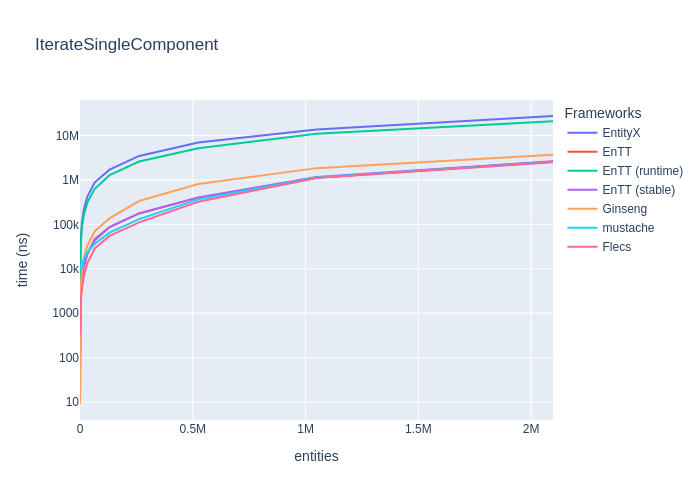 IterateSingleComponent
Frameworks
EntityX
EnTT
EnTT (runtime)
EnTT (stable)
Ginseng
mustache
Flecs
time (ns)
10M
1M
100k
10k
1000
100
10
0
0.5M
1M
1.5M
2M
entities